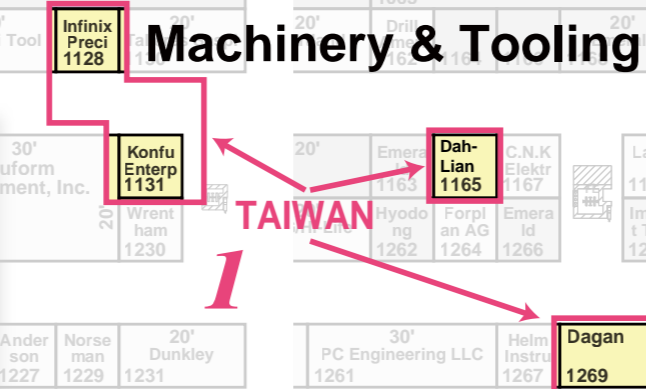 Machinery & Tooling
Infinix
Preci
1128
20'
Tool
20'
Drill
1162
1164
20'
30'
uform
ment, Inc.
20'
Konfu
Enterp
1131
20'
Emera
1163
Dah-
Lian
1165
C.N.K
Elektr
1167
TAIWAN
Wrent
ham
1230
Hyodo
ng
1262
Forpl
an AG
1264
Emera
ld
1266
1
Ander
son
1227
Norse
man
1229
20'
Dunkley
1231
30'
PC Engineering LLC
1261
Helm
Instru
1267
Dagan
1269